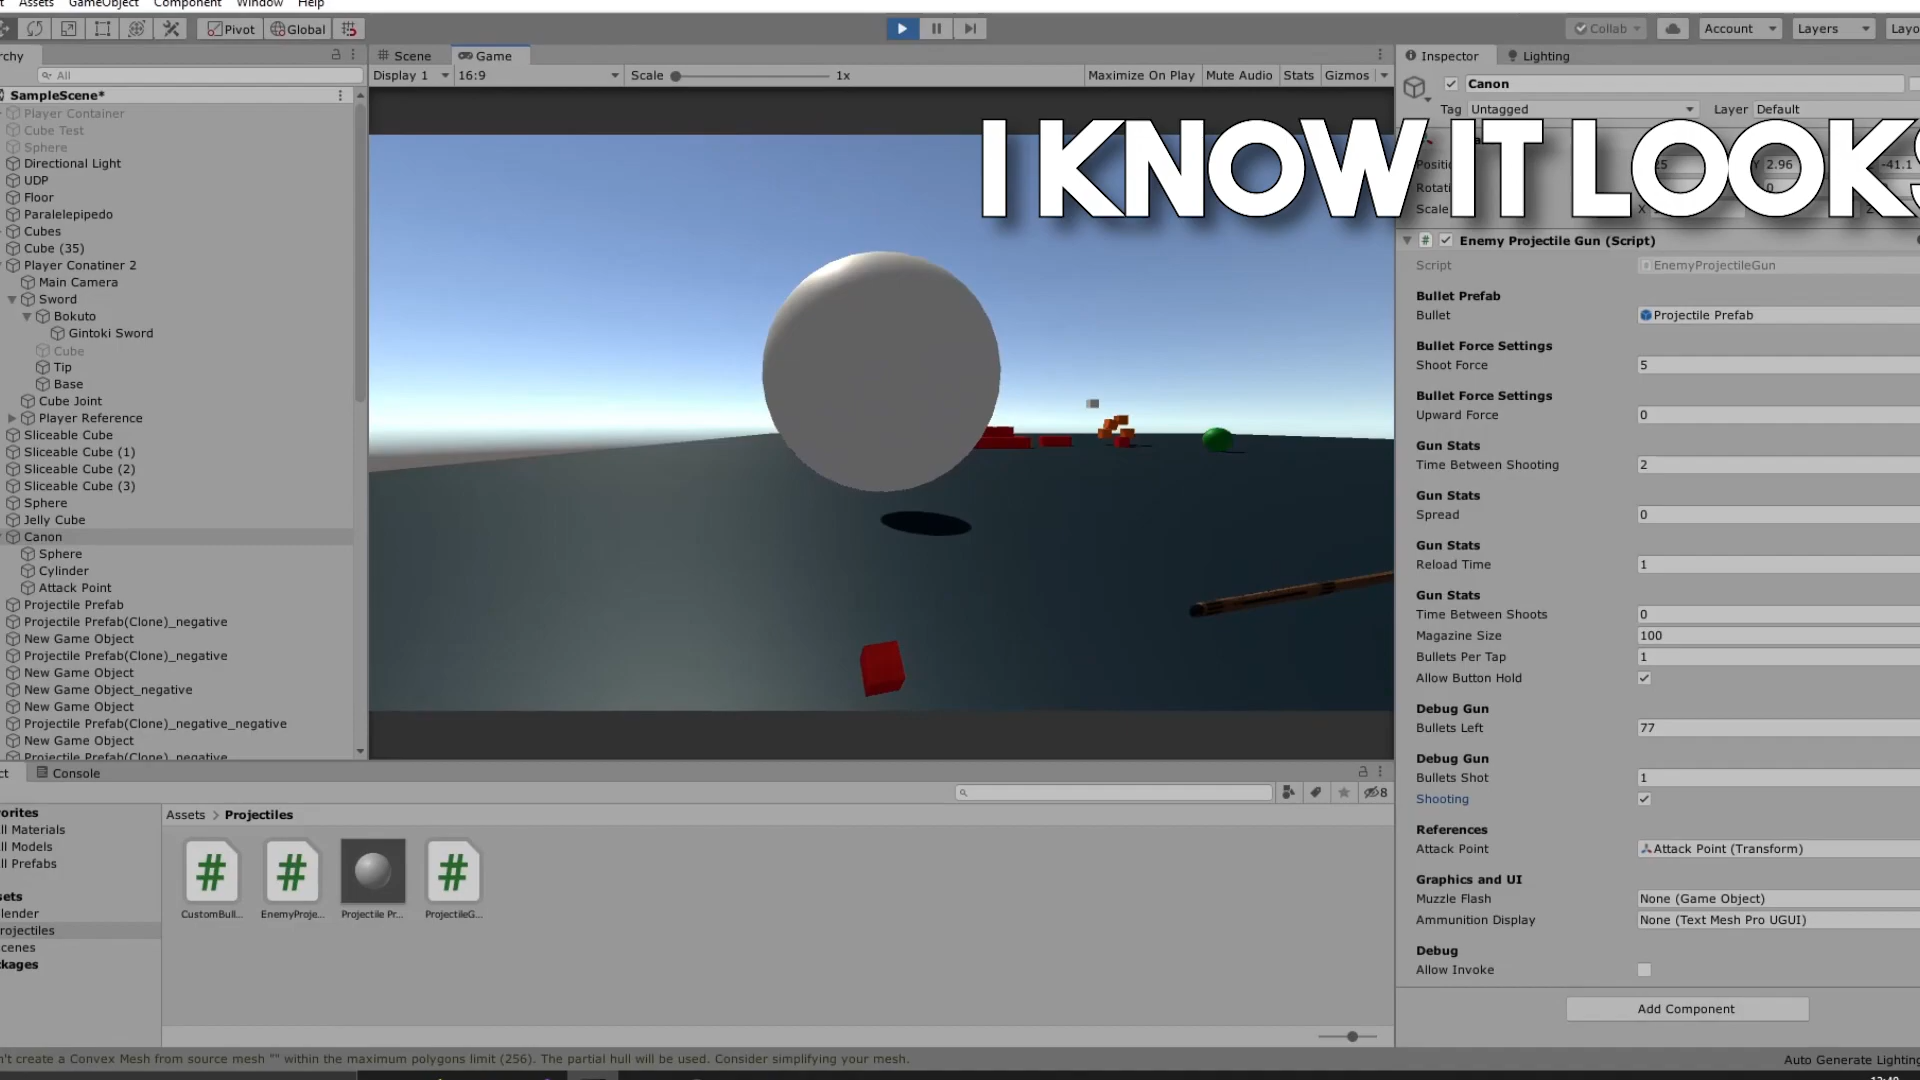 Assets GameObject Component Window Help
Pivot Global Collab Account Layers Layo
rchy
All
SampleScene*
Player Container
Cube Test
Sphere
Directional Light
UDP
Floor
Paralelepipedo
Cubes
Cube (35)
Player Conatiner 2
Main Camera
Sword
Bokuto
Gintoki Sword
Cube
Tip
Base
Cube Joint
Player Reference
Sliceable Cube
Sliceable Cube (1)
Sliceable Cube (2)
Sliceable Cube (3)
Sphere
Jelly Cube
Canon
Sphere
Cylinder
Attack Point
Projectile Prefab
Projectile Prefab(Clone)_negative
New Game Object
Projectile Prefab(Clone)_negative
New Game Object
New Game Object_negative
New Game Object
Projectile Prefab(Clone)_negative_negative
New Game Object
Projectile Prefab(Clone)_negative
Scene Game
Display 1 16:9 Scale 1x Maximize On Play Mute Audio Stats Gizmos
I KNOW IT LOOKS
Inspector Lighting
Canon
Tag Untagged Layer Default
Positi 25 Y 2.96 -41.1
Rotati 0
Scale X
Enemy Projectile Gun (Script)
Script EnemyProjectileGun
Bullet Prefab
Bullet Projectile Prefab
Bullet Force Settings
Shoot Force 5
Bullet Force Settings
Upward Force 0
Gun Stats
Time Between Shooting 2
Gun Stats
Spread 0
Gun Stats
Reload Time 1
Gun Stats
Time Between Shoots 0
Magazine Size 100
Bullets Per Tap 1
Allow Button Hold
Debug Gun
Bullets Left 77
Debug Gun
Bullets Shot 1
Shooting
References
Attack Point Attack Point (Transform)
Graphics and UI
Muzzle Flash None (Game Object)
Ammunition Display None (Text Mesh Pro UGUI)
Debug
Allow Invoke
Add Component
ct Console
8
vorites
ll Materials
ll Models
ll Prefabs
sets
lender
rojectiles
cenes
ckages
Assets > Projectiles
CustomBull... EnemyProje... Projectile Pr... ProjectileG...
n't create a Convex Mesh from source mesh "" within the maximum polygons limit (256). The partial hull will be used. Consider simplifying your mesh.
Auto Generate Lighting